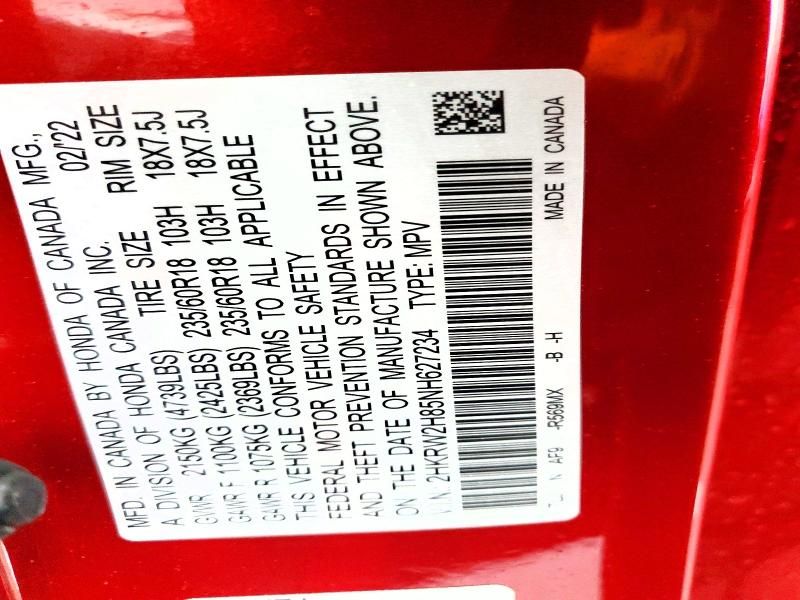 MFD. IN CANADA BY HONDA OF CANADA MFG.,
A DIVISION OF HONDA CANADA INC. 02/'22
GVWR 2150KG (4739LBS) TIRE SIZE RIM SIZE
GAWR F 1100KG (2425LBS) 235/60R18 103H 18X7.5J
GAWR R 1075KG (2369LBS) 235/60R18 103H 18X7.5J
THIS VEHICLE CONFORMS TO ALL APPLICABLE
FEDERAL MOTOR VEHICLE SAFETY
AND THEFT PREVENTION STANDARDS IN EFFECT
ON THE DATE OF MANUFACTURE SHOWN ABOVE.
V.I.N. 2HKRW2H85NH627234 TYPE: MPV
AF9 -R569MX -B -H MADE IN CANADA